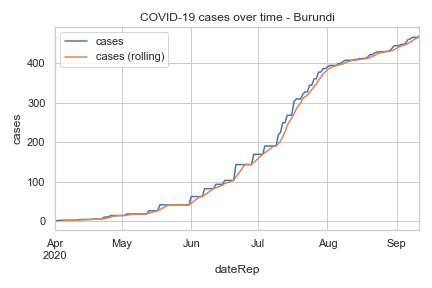 COVID-19 cases over time - Burundi
cases
cases (rolling)
400
300
200
100
0
cases
Apr
2020
May
Jun
Jul
Aug
Sep
dateRep